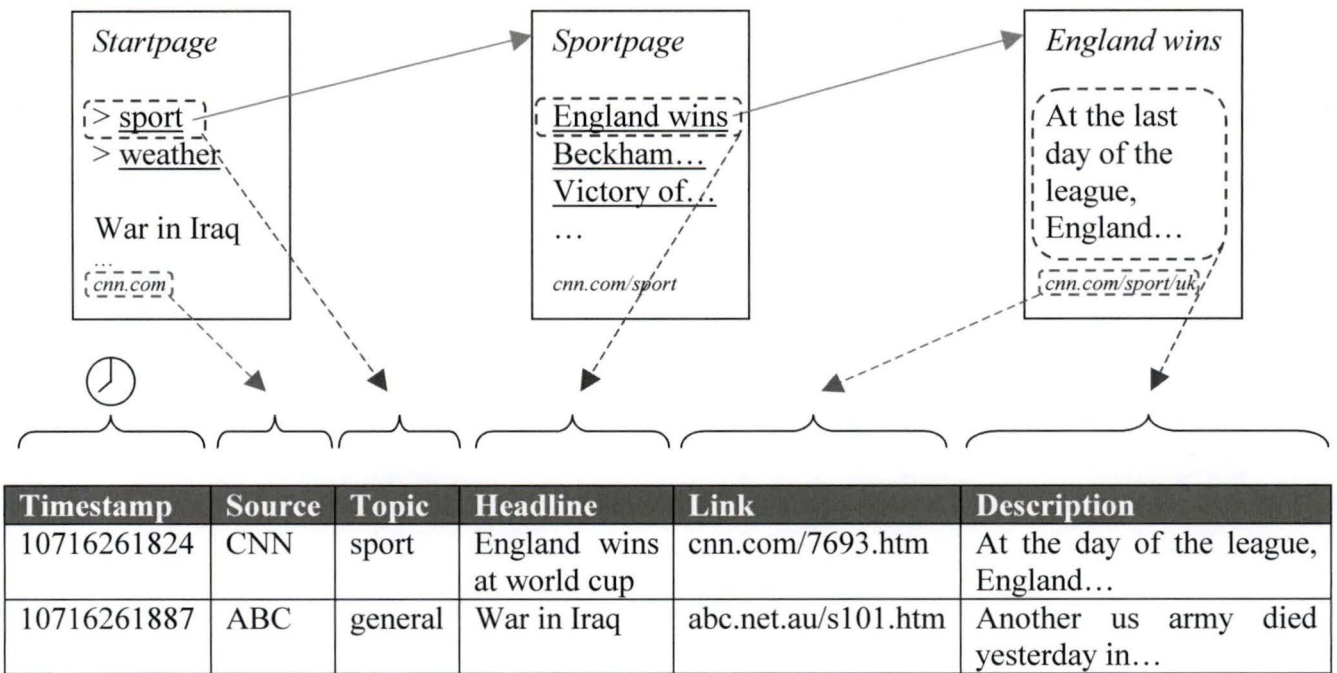 Startpage
> sport
> weather
War in Iraq
...
cnn.com
Sportpage
England wins
Beckham…
Victory of…
…
cnn.com/sport
England wins
At the last
day of the
league,
England…
cnn.com/sport/uk
Timestamp Source Topic Headline Link Description
10716261824 CNN sport England wins at world cup cnn.com/7693.htm At the day of the league, England…
10716261887 ABC general War in Iraq abc.net.au/s101.htm Another us army died yesterday in…